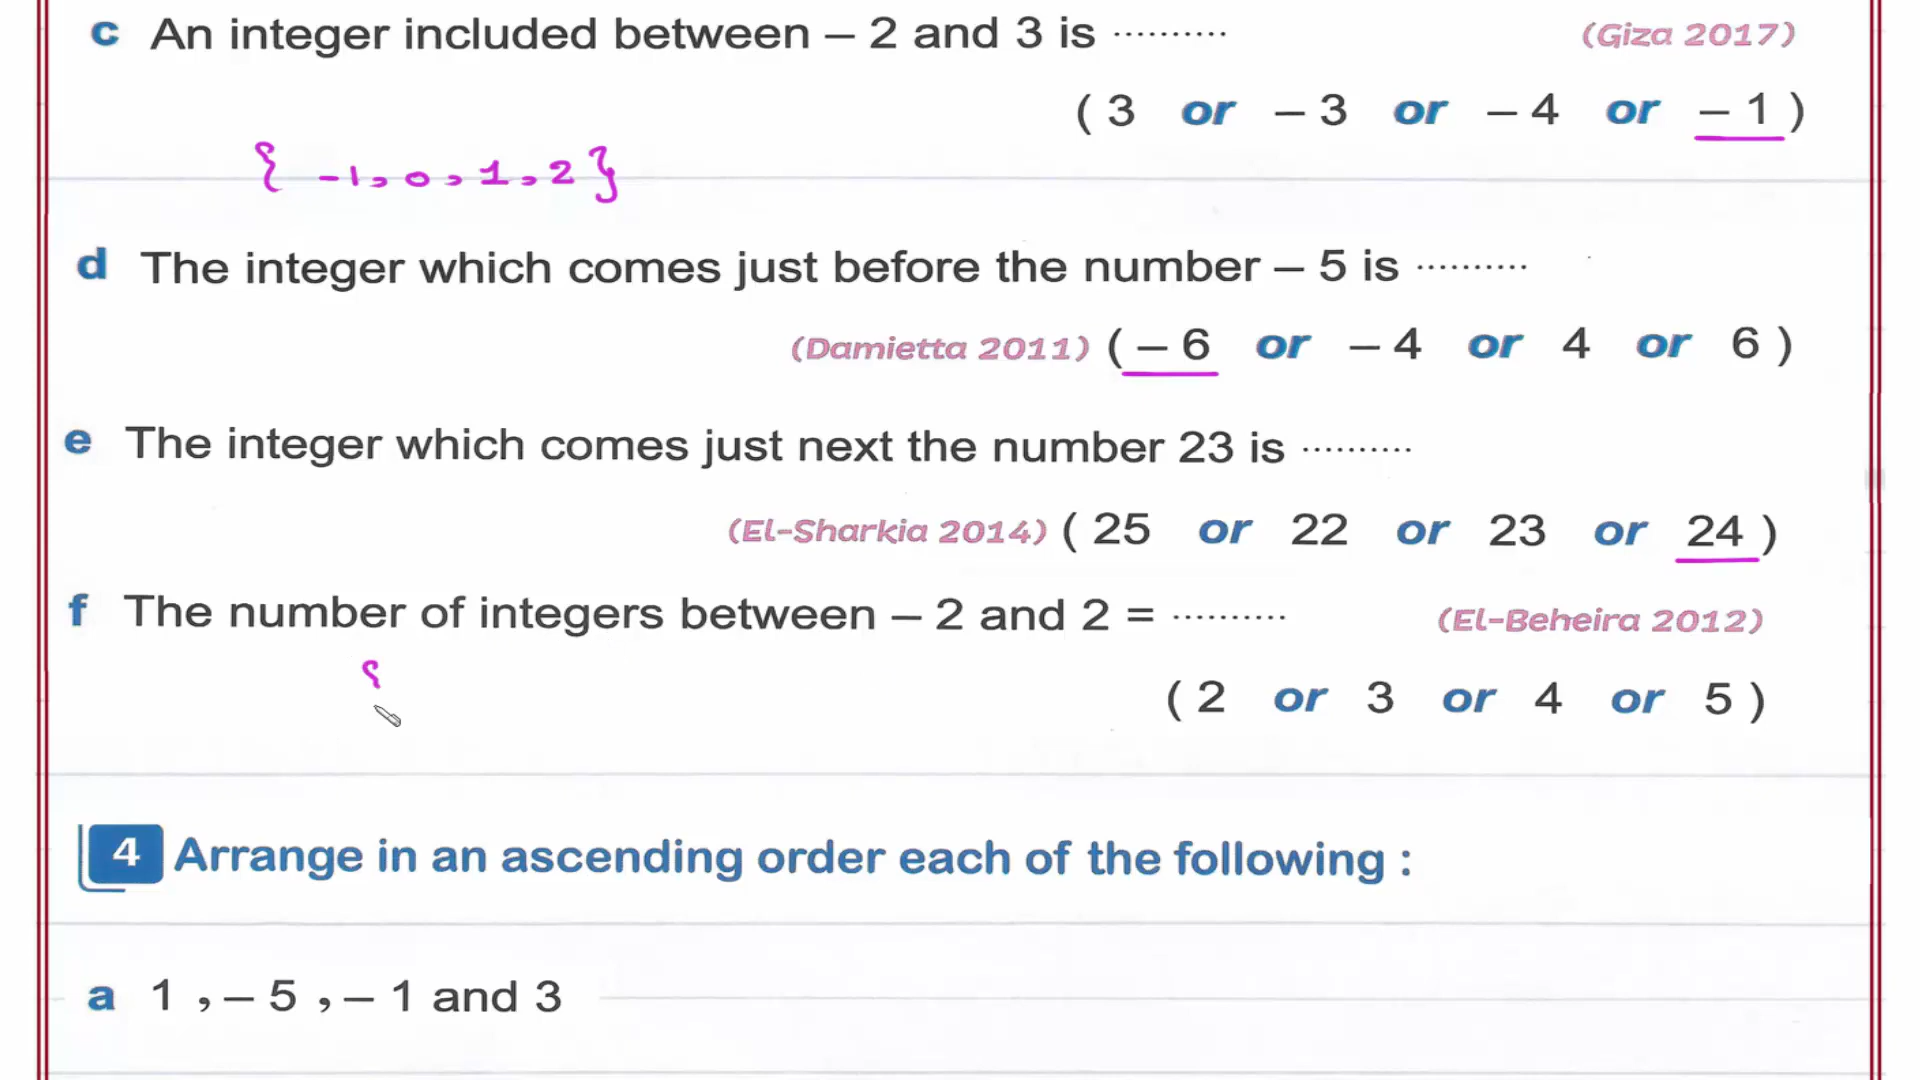 c An integer included between – 2 and 3 is ·········· (Giza 2017)
( 3 or – 3 or – 4 or – 1 )
{ -1, 0, 1, 2 }
d The integer which comes just before the number – 5 is ··········
(Damietta 2011) ( – 6 or – 4 or 4 or 6 )
e The integer which comes just next the number 23 is ··········
(El-Sharkia 2014) ( 25 or 22 or 23 or 24 )
f The number of integers between – 2 and 2 = ·········· (El-Beheira 2012)
( 2 or 3 or 4 or 5 )
4 Arrange in an ascending order each of the following :
a 1 , – 5 , – 1 and 3